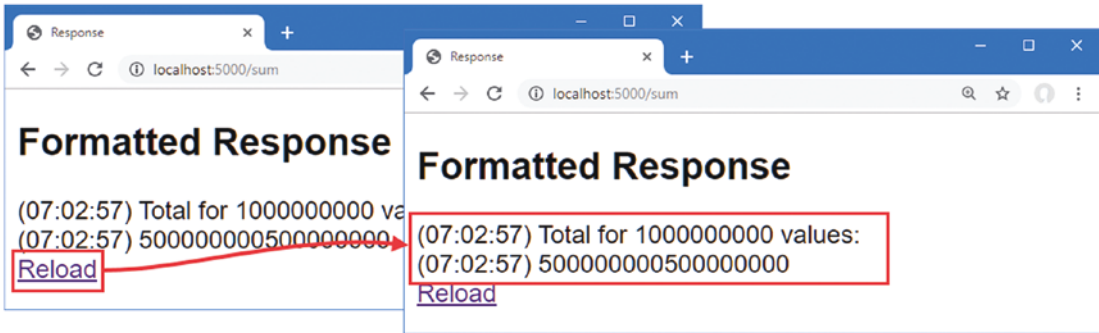 Response
localhost:5000/sum
Formatted Response
(07:02:57) Total for 1000000000 va
(07:02:57) 500000000500000000
Reload
Response
localhost:5000/sum
Formatted Response
(07:02:57) Total for 1000000000 values:
(07:02:57) 500000000500000000
Reload